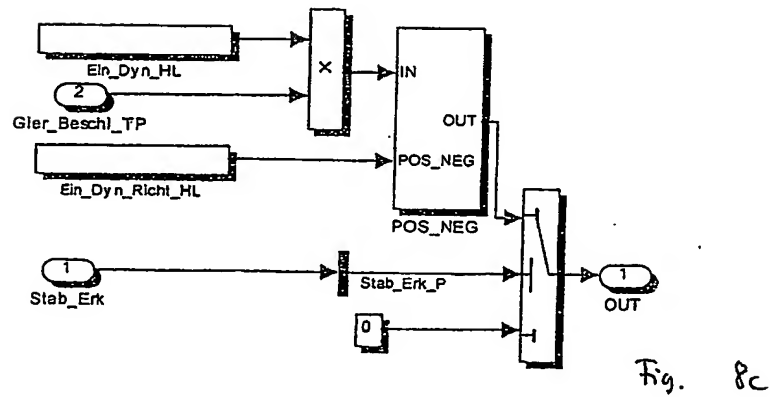 Ein_Dyn_HL
×
IN
2
Gier_Beschl_TP
OUT
POS_NEG
Ein_Dyn_Richt_HL
POS_NEG
1
Stab_Erk
Stab_Erk_P
1
OUT
0
Fig. 8c